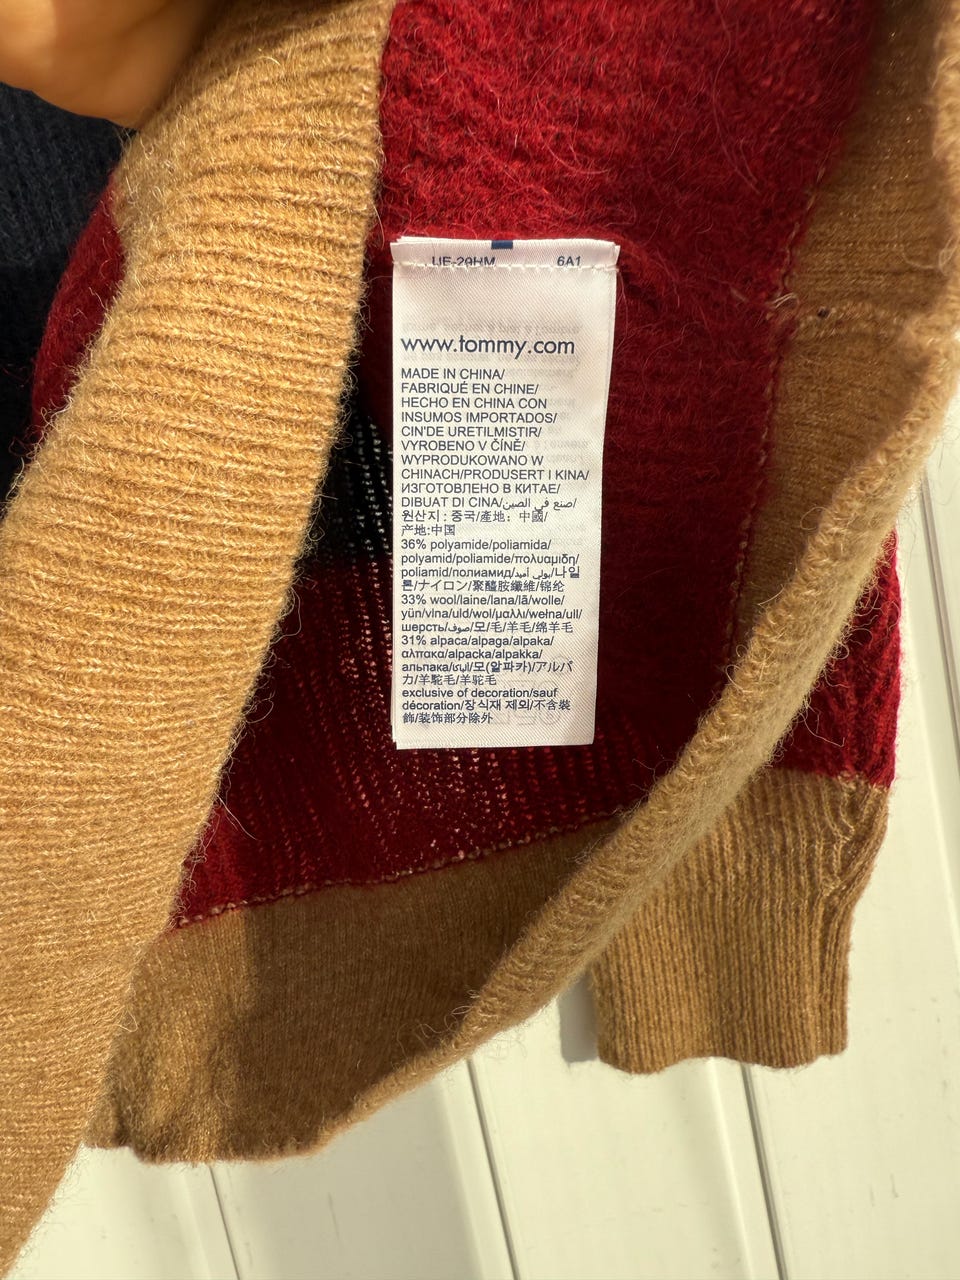 6A1
www.tommy.com
MADE IN CHINA/
FABRIQUÉ EN CHINE/
HECHO EN CHINA CON
INSUMOS IMPORTADOS/
CIN'DE URETILMISTIR/
VYROBENO V ČÍNĚ/
WYPRODUKOWANO W
CHINACH/PRODUSERT I KINA/
ИЗГОТОВЛЕНО В КИТАЕ/
DIBUAT DI CINA/صنع في الصين/
원산지 : 중국/產地：中國/
产地:中国
36% polyamide/poliamida/
polyamid/poliamide/πολυαμίδη/
poliamid/полиамид/بولي أميد/나일
론/ナイロン/聚醯胺纖維/锦纶
33% wool/laine/lana/lã/wolle/
yün/vlna/uld/wol/μαλλι/wełna/ull/
шерсть/صوف/모/毛/羊毛/绵羊毛
31% alpaca/alpaga/alpaka/
αλπακα/alpacka/alpakka/
альпака/الباكا/모(알파카)/アルパ
カ/羊駝毛/羊驼毛
exclusive of decoration/sauf
décoration/장식재 제외/不含裝
飾/装饰部分除外